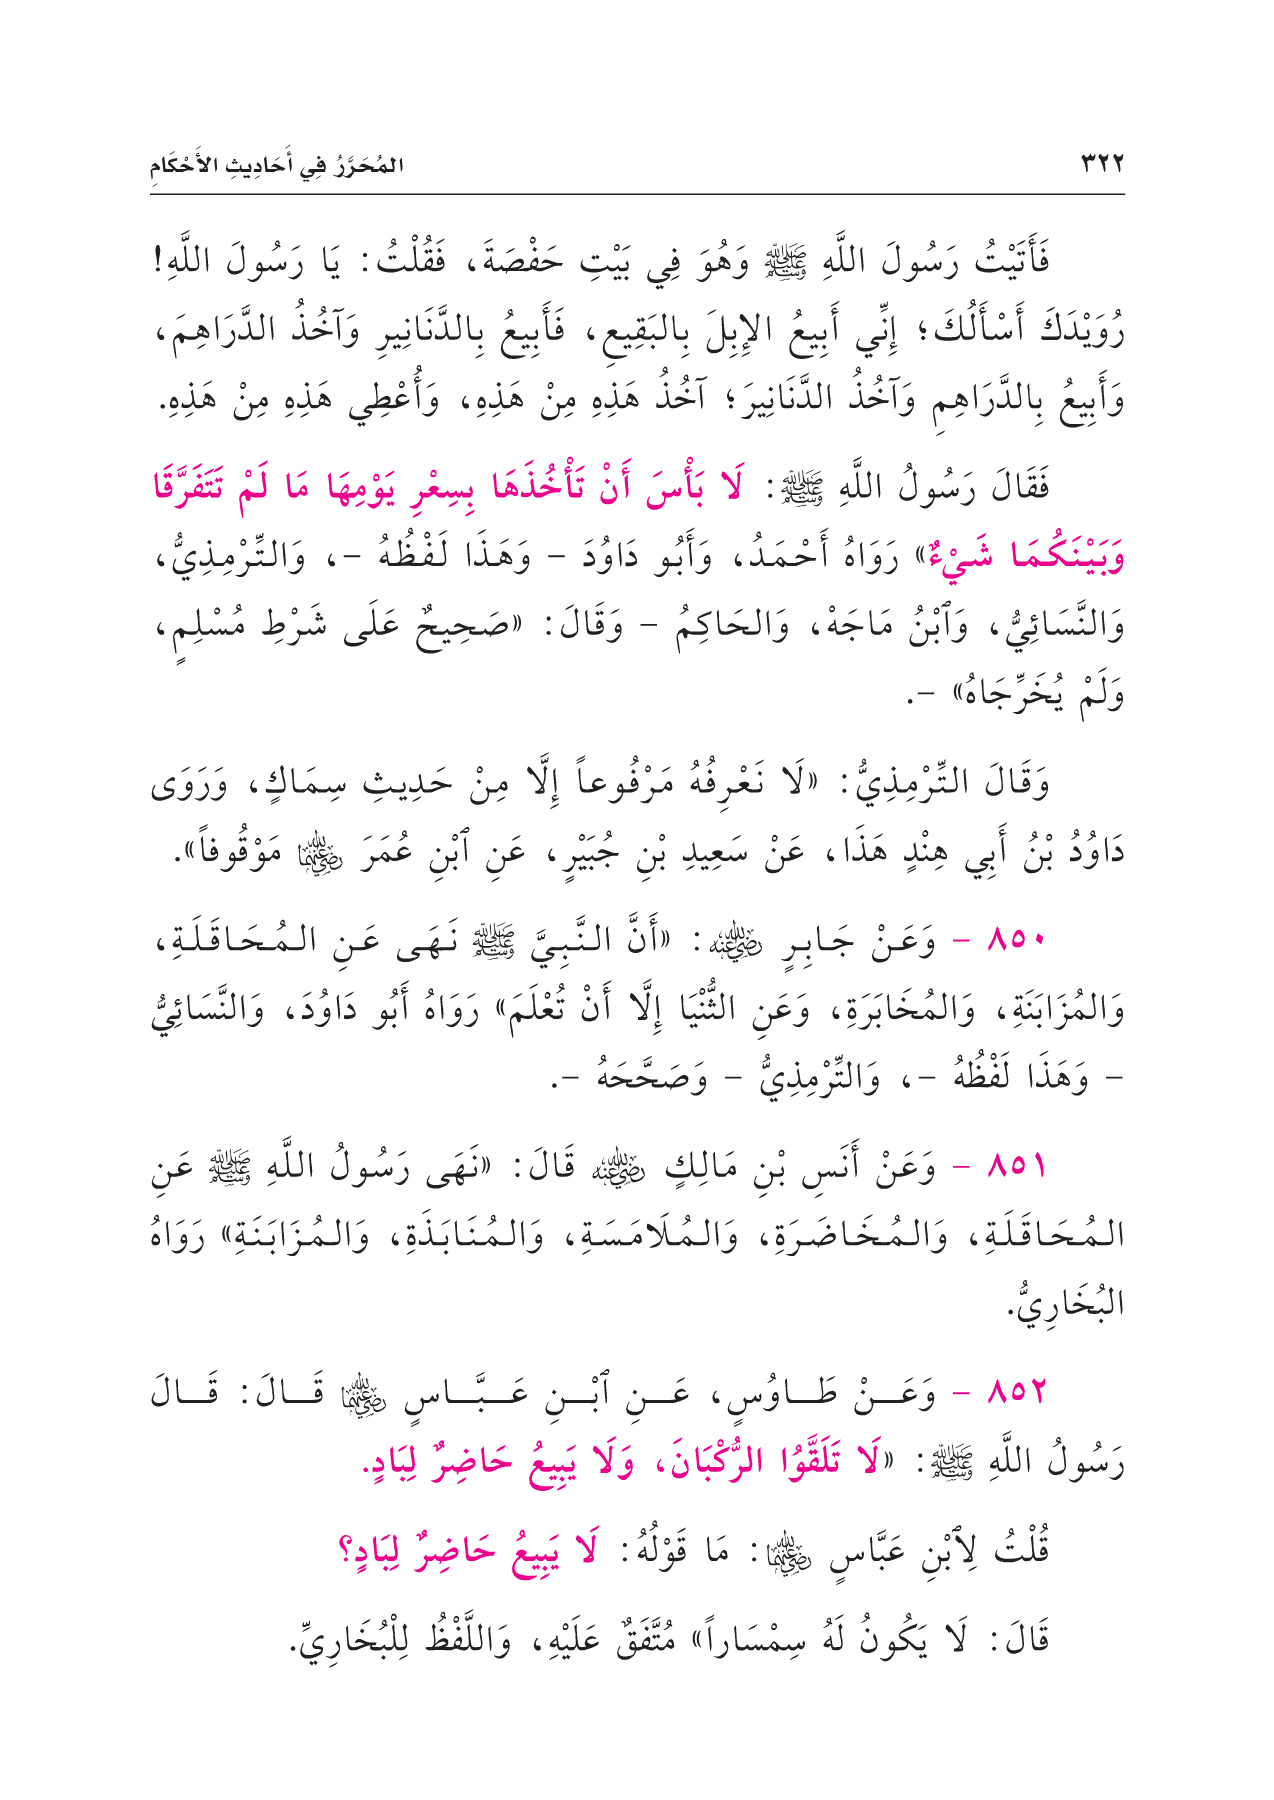 ٣٢٢ المُحَرَّرُ فِي أَحَادِيثِ الأَحْكَامِ
فَأَتَيْتُ رَسُولَ اللَّهِ ﷺ وَهُوَ فِي بَيْتِ حَفْصَةَ، فَقُلْتُ: يَا رَسُولَ اللَّهِ!
رُوَيْدَكَ أَسْأَلُكَ؛ إِنِّي أَبِيعُ الإِبِلَ بِالبَقِيعِ، فَأَبِيعُ بِالدَّنَانِيرِ وَآخُذُ الدَّرَاهِمَ،
وَأَبِيعُ بِالدَّرَاهِمِ وَآخُذُ الدَّنَانِيرَ؛ آخُذُ هَذِهِ مِنْ هَذِهِ، وَأُعْطِي هَذِهِ مِنْ هَذِهِ.
فَقَالَ رَسُولُ اللَّهِ ﷺ: لَا بَأْسَ أَنْ تَأْخُذَهَا بِسِعْرِ يَوْمِهَا مَا لَمْ تَتَفَرَّقَا
وَبَيْنَكُمَا شَيْءٌ» رَوَاهُ أَحْمَدُ، وَأَبُو دَاوُدَ - وَهَذَا لَفْظُهُ -، وَالتِّرْمِذِيُّ،
وَالنَّسَائِيُّ، وَٱبْنُ مَاجَهْ، وَالحَاكِمُ - وَقَالَ: «صَحِيحٌ عَلَى شَرْطِ مُسْلِمٍ،
وَلَمْ يُخَرِّجَاهُ» -.
وَقَالَ التِّرْمِذِيُّ: «لَا نَعْرِفُهُ مَرْفُوعاً إِلَّا مِنْ حَدِيثِ سِمَاكٍ، وَرَوَى
دَاوُدُ بْنُ أَبِي هِنْدٍ هَذَا، عَنْ سَعِيدِ بْنِ جُبَيْرٍ، عَنِ ٱبْنِ عُمَرَ رضي الله عنهما مَوْقُوفاً».
٨٥٠ - وَعَنْ جَابِرٍ رضي الله عنه: «أَنَّ النَّبِيَّ ﷺ نَهَى عَنِ المُحَاقَلَةِ،
وَالمُزَابَنَةِ، وَالمُخَابَرَةِ، وَعَنِ الثُّنْيَا إِلَّا أَنْ تُعْلَمَ» رَوَاهُ أَبُو دَاوُدَ، وَالنَّسَائِيُّ
- وَهَذَا لَفْظُهُ -، وَالتِّرْمِذِيُّ - وَصَحَّحَهُ -.
٨٥١ - وَعَنْ أَنَسِ بْنِ مَالِكٍ رضي الله عنه قَالَ: «نَهَى رَسُولُ اللَّهِ ﷺ عَنِ
المُحَاقَلَةِ، وَالمُخَاضَرَةِ، وَالمُلَامَسَةِ، وَالمُنَابَذَةِ، وَالمُزَابَنَةِ» رَوَاهُ
البُخَارِيُّ.
٨٥٢ - وَعَنْ طَاوُسٍ، عَنِ ٱبْنِ عَبَّاسٍ رضي الله عنهما قَالَ: قَالَ
رَسُولُ اللَّهِ ﷺ: «لَا تَلَقَّوُا الرُّكْبَانَ، وَلَا يَبِيعُ حَاضِرٌ لِبَادٍ.
قُلْتُ لِٱبْنِ عَبَّاسٍ رضي الله عنهما: مَا قَوْلُهُ: لَا يَبِيعُ حَاضِرٌ لِبَادٍ؟
قَالَ: لَا يَكُونُ لَهُ سِمْسَاراً» مُتَّفَقٌ عَلَيْهِ، وَاللَّفْظُ لِلْبُخَارِيِّ.